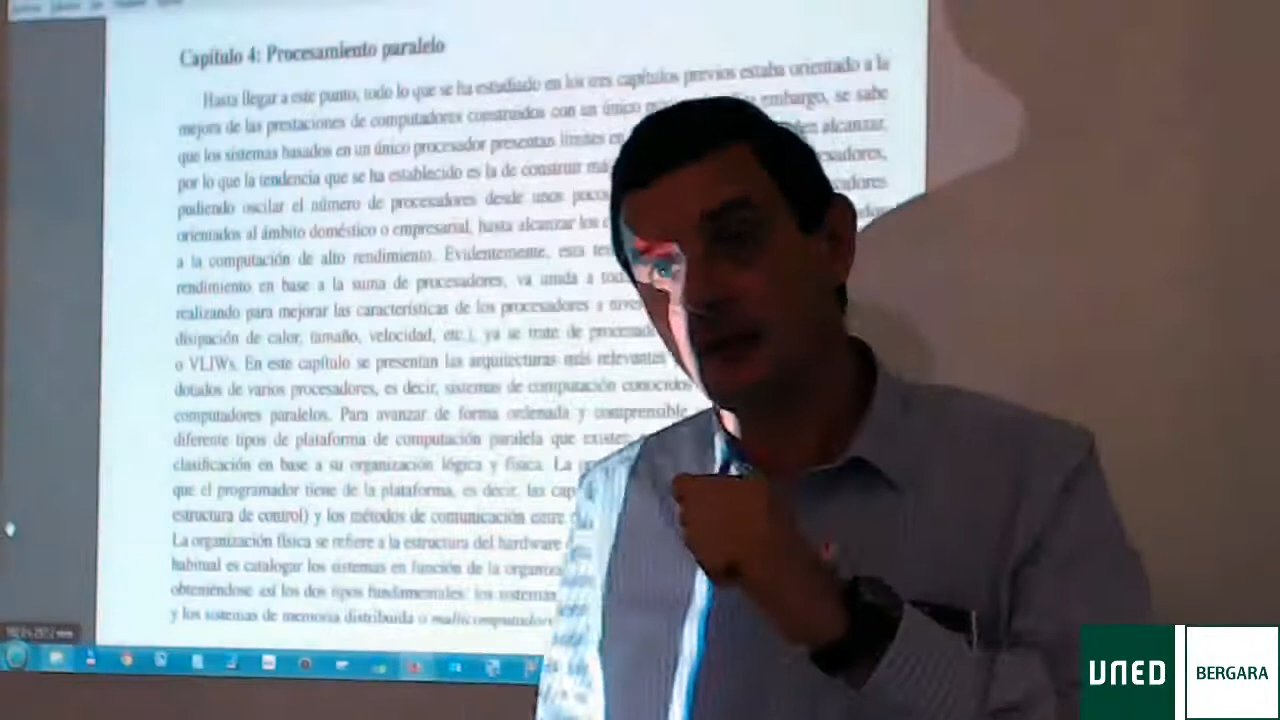 Capítulo 4: Procesamiento paralelo
Hasta llegar a este punto, todo lo que se ha estudiado en los tres capítulos previos estaba orientado a la
mejora de las prestaciones de computadores construidos con un único embargo, se sabe
que los sistemas basados en un único procesador presentan límites en alcanzar,
por lo que la tendencia que se ha establecido es la de construir
pudiendo oscilar el número de procesadores desde unos
orientados al ámbito doméstico o empresarial, hasta alcanzar los
a la computación de alto rendimiento. Evidentemente, esta
rendimiento en base a la suma de procesadores, va unida a
realizando para mejorar las características de los procesadores a
disipación de calor, tamaño, velocidad, etc.), ya se trate de
o VLIWs. En este capítulo se presentan las arquitecturas más relevantes
dotados de varios procesadores, es decir, sistemas de computación conocidos
computadores paralelos. Para avanzar de forma ordenada y comprensible
diferente tipos de plataforma de computación paralela que
clasificación en base a su organización lógica y física. La
que el programador tiene de la plataforma, es decir, las
estructura de control) y los métodos de comunicación entre
La organización física se refiere a la estructura del hardware
habitual es catalogar los sistemas en función de la
obteniéndose así los dos tipos fundamentales: los sistemas
y los sistemas de memoria distribuida o multicomputadores
UNED
BERGARA